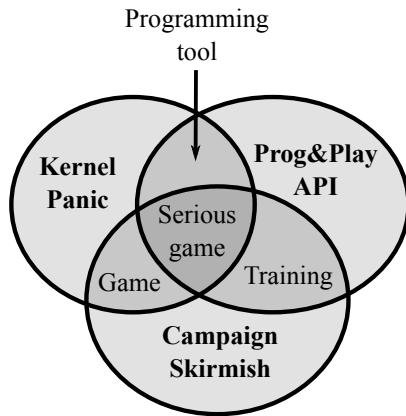 Programming
tool
Kernel
Panic
Prog&Play
API
Serious
game
Game
Training
Campaign
Skirmish